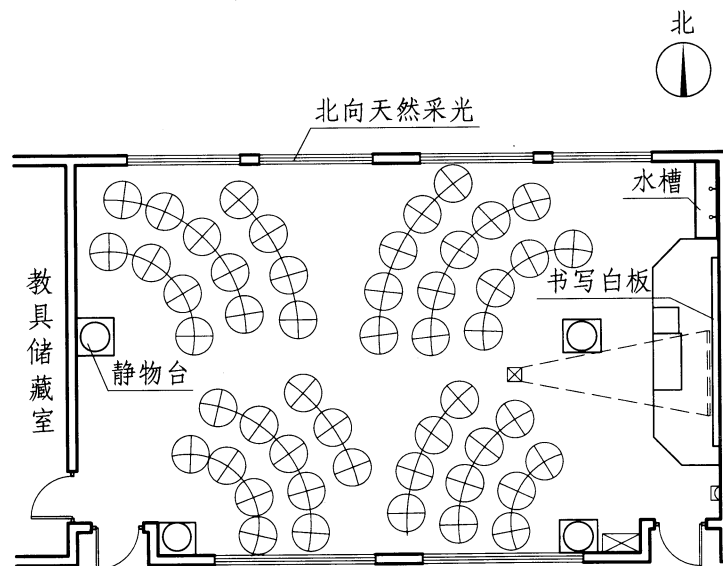 北
北向天然采光
水槽
书写白板
教具储藏室
静物台